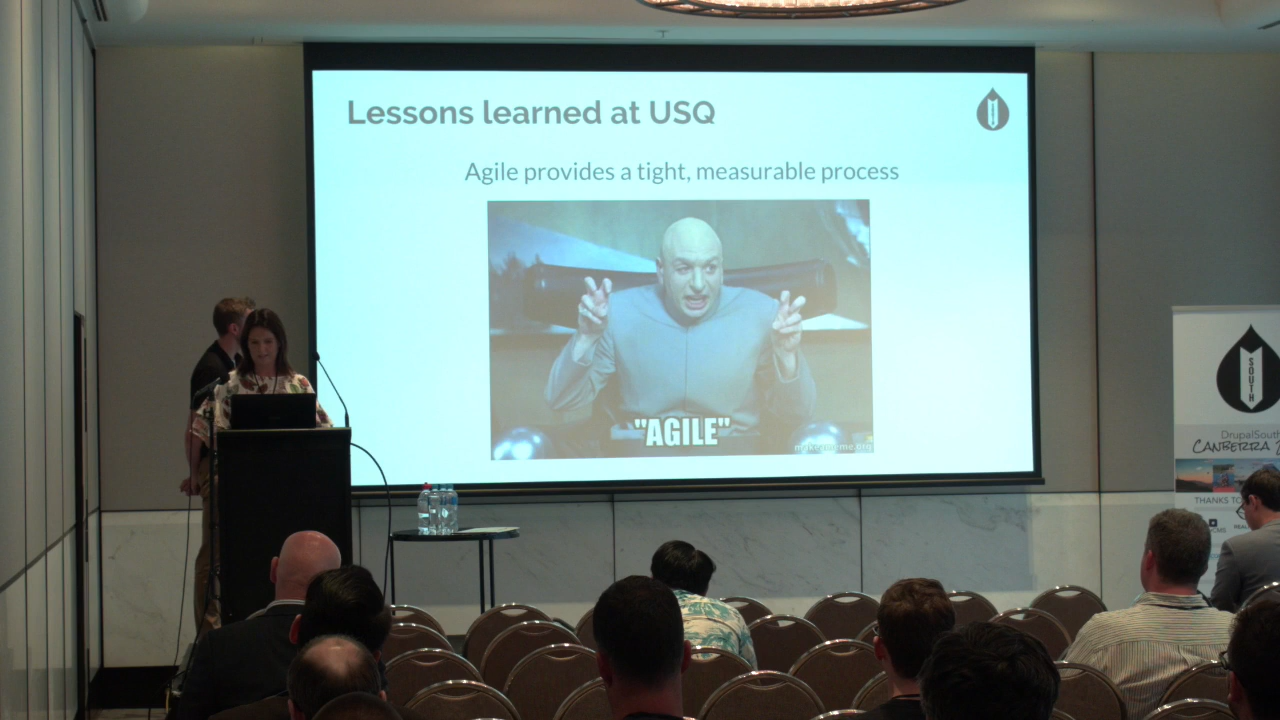 Lessons learned at USQ
Agile provides a tight, measurable process
"AGILE"
SOUTH
DrupalSouth
CANBERRA
THANKS TO